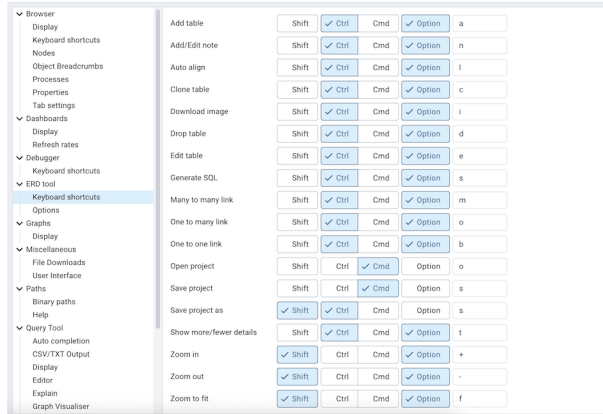 Browser
Display
Keyboard shortcuts
Nodes
Object Breadcrumbs
Processes
Properties
Tab settings
Dashboards
Display
Refresh rates
Debugger
Keyboard shortcuts
ERD tool
Keyboard shortcuts
Options
Graphs
Display
Miscellaneous
File Downloads
User Interface
Paths
Binary paths
Help
Query Tool
Auto completion
CSV/TXT Output
Display
Editor
Explain
Graph Visualiser
Add table Shift Ctrl Cmd Option a
Add/Edit note Shift Ctrl Cmd Option n
Auto align Shift Ctrl Cmd Option l
Clone table Shift Ctrl Cmd Option c
Download image Shift Ctrl Cmd Option i
Drop table Shift Ctrl Cmd Option d
Edit table Shift Ctrl Cmd Option e
Generate SQL Shift Ctrl Cmd Option s
Many to many link Shift Ctrl Cmd Option m
One to many link Shift Ctrl Cmd Option o
One to one link Shift Ctrl Cmd Option b
Open project Shift Ctrl Cmd Option o
Save project Shift Ctrl Cmd Option s
Save project as Shift Ctrl Cmd Option s
Show more/fewer details Shift Ctrl Cmd Option t
Zoom in Shift Ctrl Cmd Option +
Zoom out Shift Ctrl Cmd Option -
Zoom to fit Shift Ctrl Cmd Option f